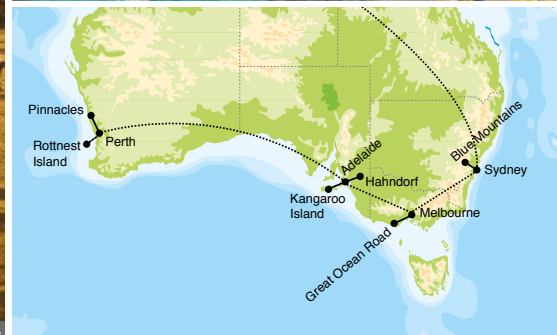 Pinnacles
Rottnest
Island
Perth
Adelaide
Hahndorf
Kangaroo
Island
Blue Mountains
Sydney
Melbourne
Great Ocean Road